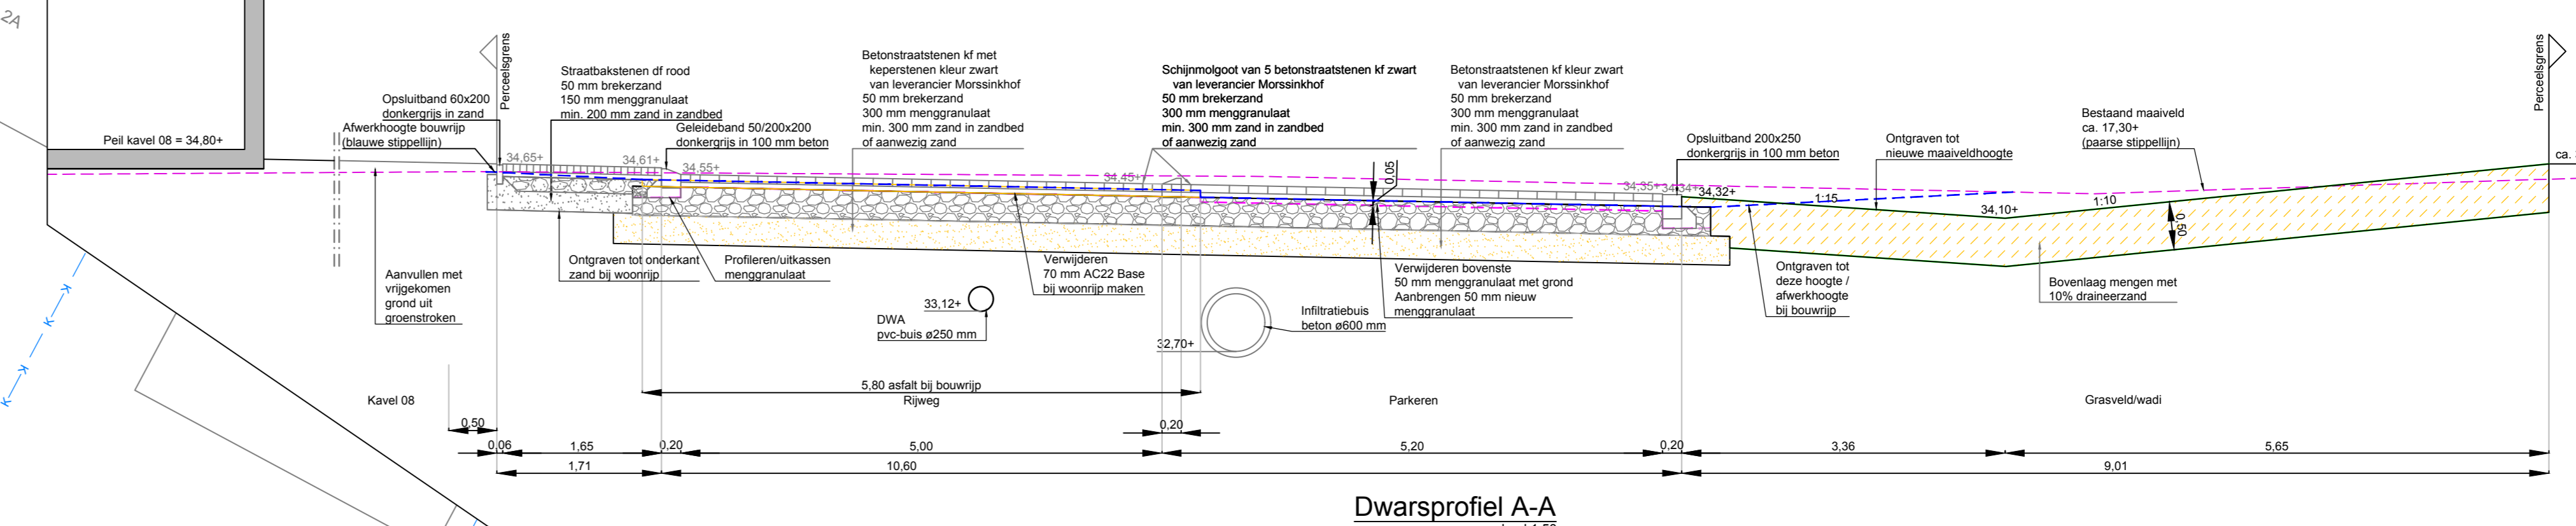 2A
Peil kavel 08 = 34,80+
Opsluitband 60x200
donkergrijs in zand
Afwerkhoogte bouwrijp
(blauwe stippellijn)
Perceelsgrens
Straatbakstenen df rood
50 mm brekerzand
150 mm menggranulaat
min. 200 mm zand in zandbed
Geleideband 50/200x200
donkergrijs in 100 mm beton
Betonstraatstenen kf met
keperstenen kleur zwart
van leverancier Morssinkhof
50 mm brekerzand
300 mm menggranulaat
min. 300 mm zand in zandbed
of aanwezig zand
Schijnmolgoot van 5 betonstraatstenen kf zwart
van leverancier Morssinkhof
50 mm brekerzand
300 mm menggranulaat
min. 300 mm zand in zandbed
of aanwezig zand
Betonstraatstenen kf kleur zwart
van leverancier Morssinkhof
50 mm brekerzand
300 mm menggranulaat
min. 300 mm zand in zandbed
of aanwezig zand
Opsluitband 200x250
donkergrijs in 100 mm beton
Ontgraven tot
nieuwe maaiveldhoogte
Bestaand maaiveld
ca. 17,30+
(paarse stippellijn)
Perceelsgrens
ca.
34,65+
34,61+
34,55+
34,45+
0,05
34,35+
34,34+
34,32+
1:15
34,10+
1:10
0,50
Aanvullen met
vrijgekomen
grond uit
groenstroken
Ontgraven tot onderkant
zand bij woonrijp
Profileren/uitkassen
menggranulaat
Verwijderen
70 mm AC22 Base
bij woonrijp maken
Verwijderen bovenste
50 mm menggranulaat met grond
Aanbrengen 50 mm nieuw
menggranulaat
Ontgraven tot
deze hoogte /
afwerkhoogte
bij bouwrijp
Bovenlaag mengen met
10% draineerzand
33,12+
DWA
pvc-buis ø250 mm
Infiltratiebuis
beton ø600 mm
32,70+
K
K
K
K
5,80 asfalt bij bouwrijp
Kavel 08
Rijweg
Parkeren
Grasveld/wadi
0,50
0,20
0,06
1,65
0,20
5,00
5,20
0,20
3,36
5,65
1,71
10,60
9,01
Dwarsprofiel A-A